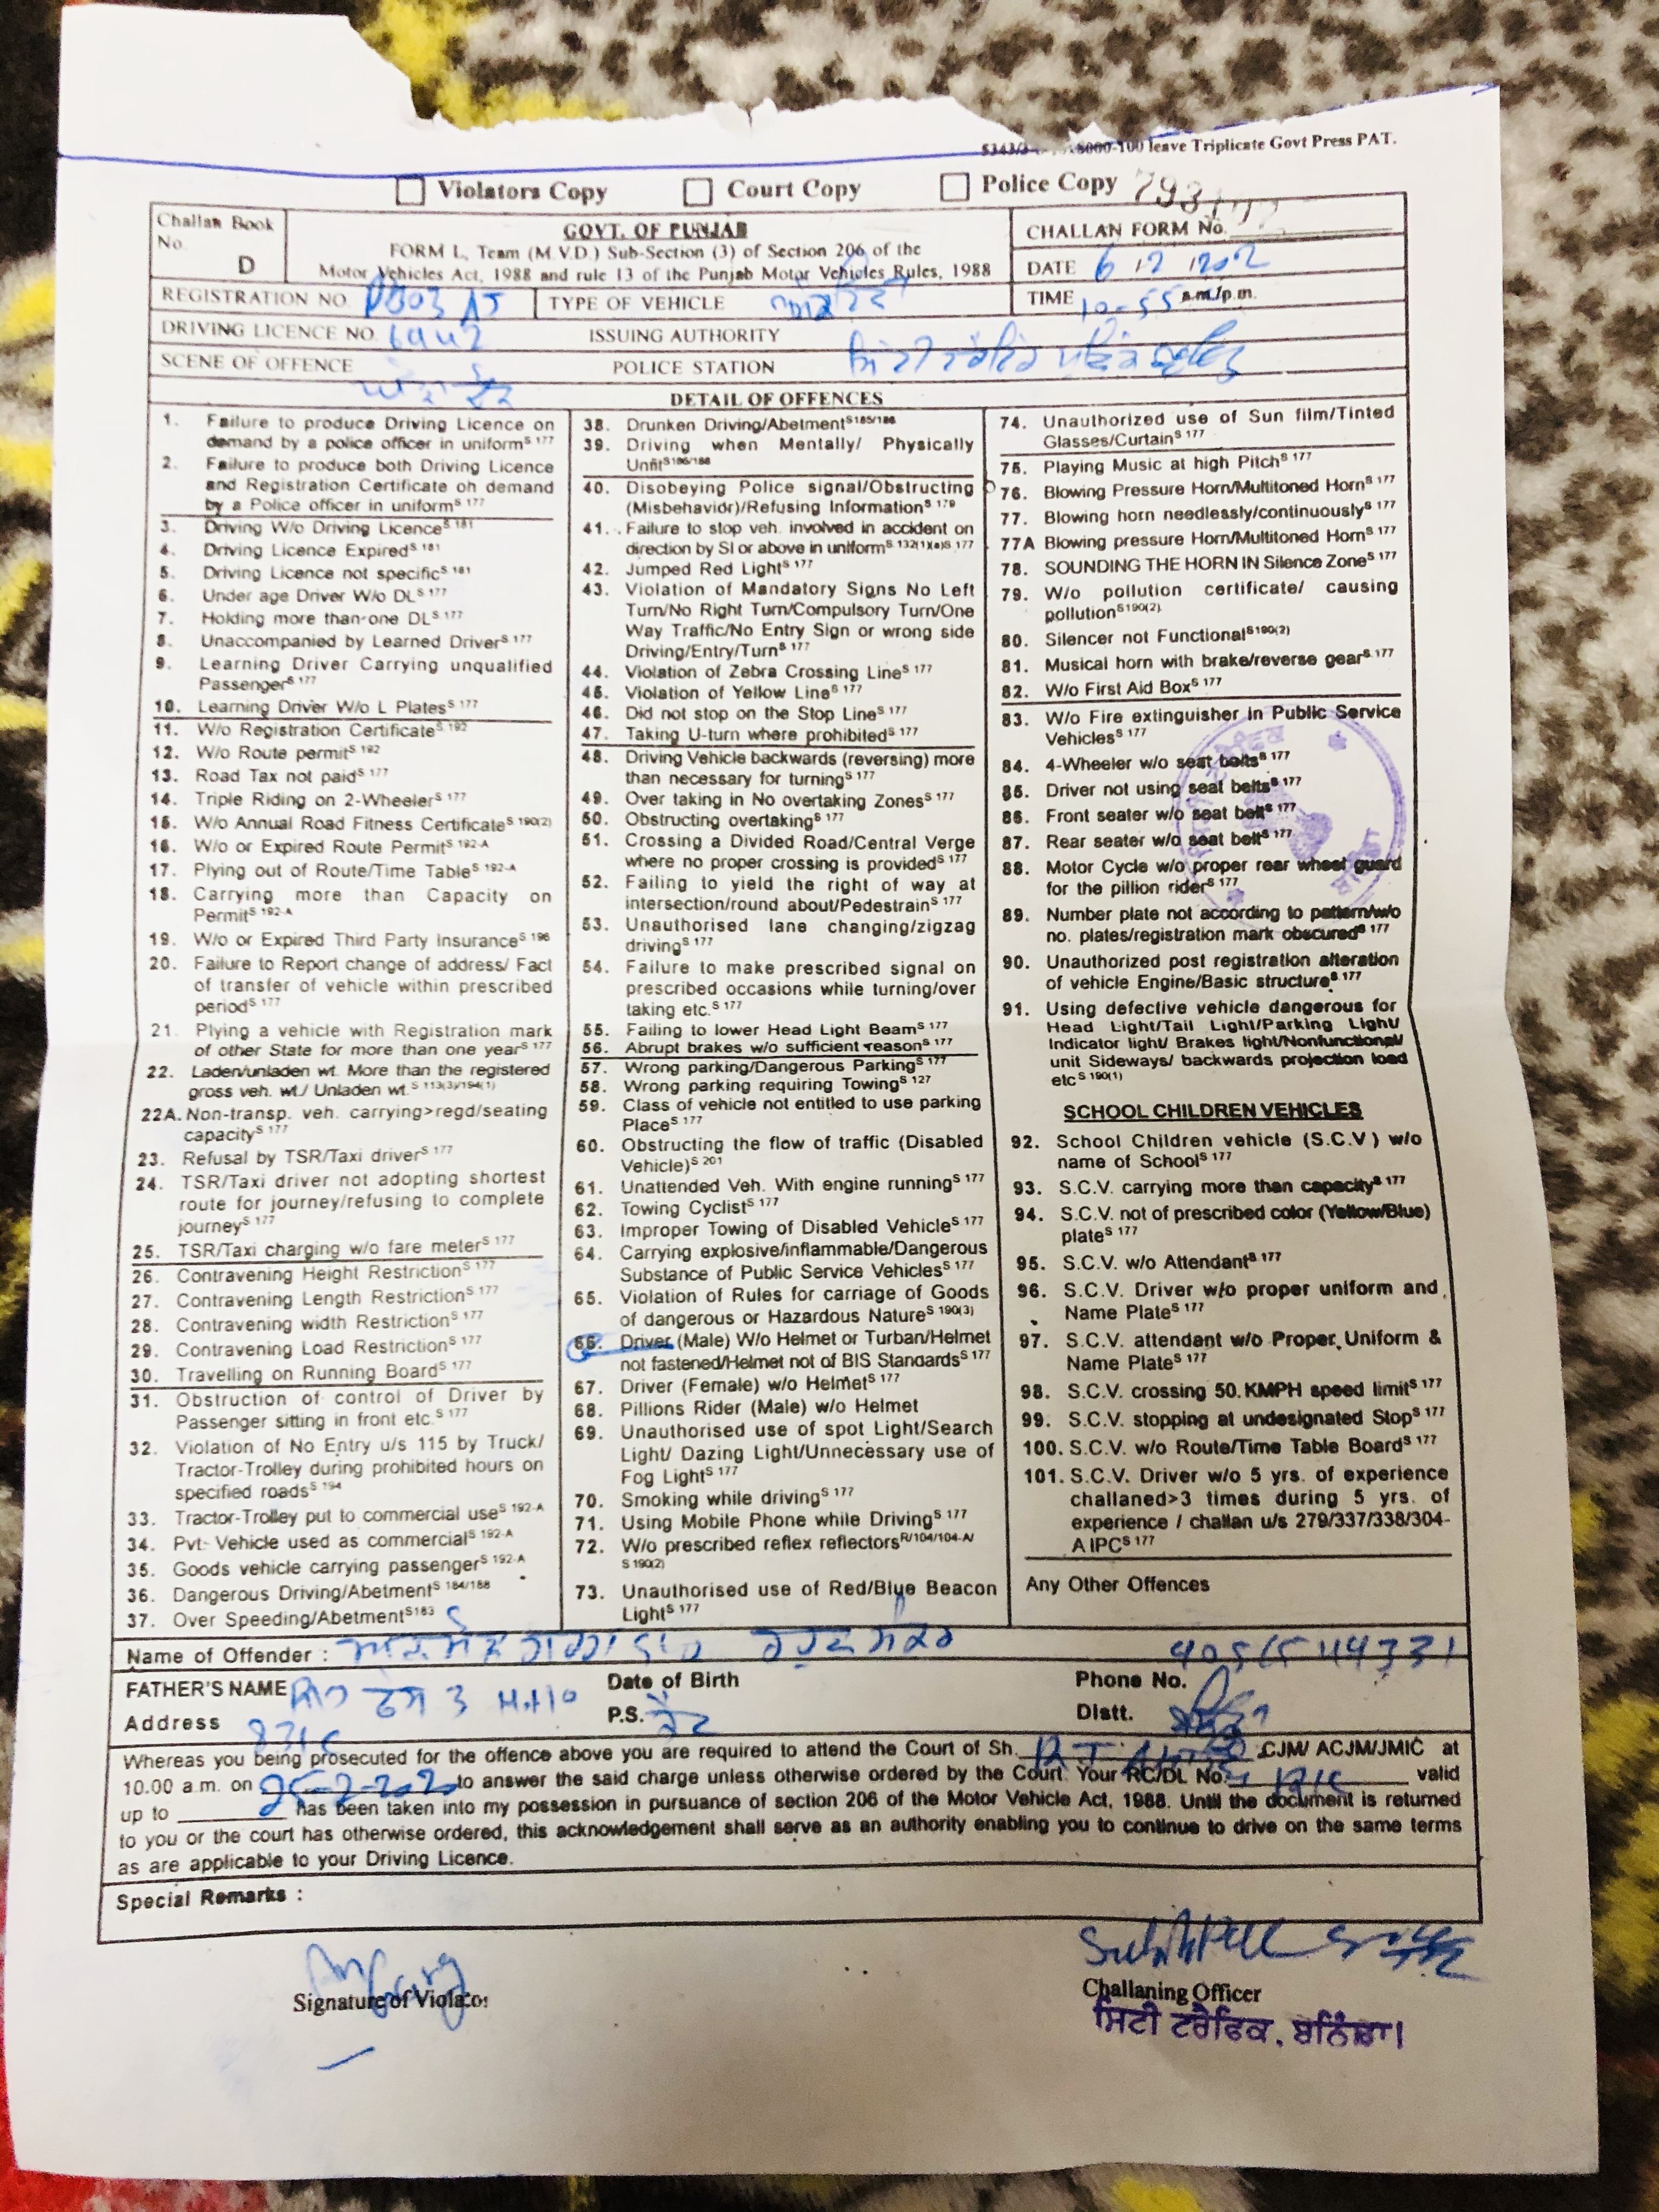 leave Triplicate Govt Press PAT.
Violators Copy Court Copy Police Copy
Challan Book No. D
GOVT. OF PUNJAB
FORM L, Team (M.V.D.) Sub-Section (3) of Section 206 of the
Motor Vehicles Act, 1988 and rule 13 of the Punjab Motor Vehicles Rules, 1988
CHALLAN FORM No.
DATE
TIME 10-55 a.m./p.m.
REGISTRATION NO. PB03 AJ TYPE OF VEHICLE
DRIVING LICENCE NO. ISSUING AUTHORITY
SCENE OF OFFENCE POLICE STATION
DETAIL OF OFFENCES
1. Failure to produce Driving Licence on
demand by a police officer in uniform S 177
2. Failure to produce both Driving Licence
and Registration Certificate oh demand
by a Police officer in uniform S 177
3. Driving W/o Driving Licence S 181
4. Driving Licence Expired S 181
5. Driving Licence not specific S 181
6. Under age Driver W/o DL S 177
7. Holding more than-one DL S 177
8. Unaccompanied by Learned Driver S 177
9. Learning Driver Carrying unqualified
Passenger S 177
10. Learning Driver W/o L Plates S 177
11. W/o Registration Certificate S 192
12. W/o Route permit S 192
13. Road Tax not paid S 177
14. Triple Riding on 2-Wheeler S 177
15. W/o Annual Road Fitness Certificate S 190(2)
16. W/o or Expired Route Permit S 192-A
17. Plying out of Route/Time Table S 192-A
18. Carrying more than Capacity on
Permit S 192-A
19. W/o or Expired Third Party Insurance S 196
20. Failure to Report change of address/ Fact
of transfer of vehicle within prescribed
period S 177
21. Plying a vehicle with Registration mark
of other State for more than one year S 177
22. Laden/unladen wt. More than the registered
gross veh. wt./ Unladen wt. S 113(3)/194(1)
22A. Non-transp. veh. carrying>regd/seating
capacity S 177
23. Refusal by TSR/Taxi driver S 177
24. TSR/Taxi driver not adopting shortest
route for journey/refusing to complete
journey S 177
25. TSR/Taxi charging w/o fare meter S 177
26. Contravening Height Restriction S 177
27. Contravening Length Restriction S 177
28. Contravening width Restriction S 177
29. Contravening Load Restriction S 177
30. Travelling on Running Board S 177
31. Obstruction of control of Driver by
Passenger sitting in front etc. S 177
32. Violation of No Entry u/s 115 by Truck/
Tractor-Trolley during prohibited hours on
specified roads S 194
33. Tractor-Trolley put to commercial use S 192-A
34. Pvt- Vehicle used as commercial S 192-A
35. Goods vehicle carrying passenger S 192-A
36. Dangerous Driving/Abetment S 184/188
37. Over Speeding/Abetment S183
38. Drunken Driving/Abetment S185/188
39. Driving when Mentally/ Physically
Unfit S186/188
40. Disobeying Police signal/Obstructing
(Misbehavior)/Refusing Information S 179
41. Failure to stop veh. involved in accident on
direction by SI or above in uniform S 132(1)(a)S 177
42. Jumped Red Light S 177
43. Violation of Mandatory Signs No Left
Turn/No Right Turn/Compulsory Turn/One
Way Traffic/No Entry Sign or wrong side
Driving/Entry/Turn S 177
44. Violation of Zebra Crossing Line S 177
45. Violation of Yellow Line S 177
46. Did not stop on the Stop Line S 177
47. Taking U-turn where prohibited S 177
48. Driving Vehicle backwards (reversing) more
than necessary for turning S 177
49. Over taking in No overtaking Zones S 177
50. Obstructing overtaking S 177
51. Crossing a Divided Road/Central Verge
where no proper crossing is provided S 177
52. Failing to yield the right of way at
intersection/round about/Pedestrain S 177
53. Unauthorised lane changing/zigzag
driving S 177
54. Failure to make prescribed signal on
prescribed occasions while turning/over
taking etc. S 177
55. Failing to lower Head Light Beam S 177
56. Abrupt brakes w/o sufficient reason S 177
57. Wrong parking/Dangerous Parking S 177
58. Wrong parking requiring Towing S 127
59. Class of vehicle not entitled to use parking
Place S 177
60. Obstructing the flow of traffic (Disabled
Vehicle) S 201
61. Unattended Veh. With engine running S 177
62. Towing Cyclist S 177
63. Improper Towing of Disabled Vehicle S 177
64. Carrying explosive/inflammable/Dangerous
Substance of Public Service Vehicles S 177
65. Violation of Rules for carriage of Goods
of dangerous or Hazardous Nature S 190(3)
66. Driver (Male) W/o Helmet or Turban/Helmet
not fastened/Helmet not of BIS Standards S 177
67. Driver (Female) w/o Helmet S 177
68. Pillions Rider (Male) w/o Helmet
69. Unauthorised use of spot Light/Search
Light/ Dazing Light/Unnecessary use of
Fog Light S 177
70. Smoking while driving S 177
71. Using Mobile Phone while Driving S 177
72. W/o prescribed reflex reflectors R/104/104-A/
S 190(2)
73. Unauthorised use of Red/Blue Beacon
Light S 177
74. Unauthorized use of Sun film/Tinted
Glasses/Curtain S 177
75. Playing Music at high Pitch S 177
76. Blowing Pressure Horn/Multitoned Horn S 177
77. Blowing horn needlessly/continuously S 177
77A Blowing pressure Horn/Multitoned Horn S 177
78. SOUNDING THE HORN IN Silence Zone S 177
79. W/o pollution certificate/ causing
pollution S190(2)
80. Silencer not Functional S190(2)
81. Musical horn with brake/reverse gear S 177
82. W/o First Aid Box S 177
83. W/o Fire extinguisher in Public Service
Vehicles S 177
84. 4-Wheeler w/o seat belts S 177
85. Driver not using seat belts S 177
86. Front seater w/o seat belt S 177
87. Rear seater w/o seat belt S 177
88. Motor Cycle w/o proper rear wheel guard
for the pillion rider S 177
89. Number plate not according to pattern/w/o
no. plates/registration mark obscured S 177
90. Unauthorized post registration alteration
of vehicle Engine/Basic structure S 177
91. Using defective vehicle dangerous for
Head Light/Tail Light/Parking Light/
Indicator light/ Brakes light/Nonfunctional/
unit Sideways/ backwards projection load
etc S 190(1)
SCHOOL CHILDREN VEHICLES
92. School Children vehicle (S.C.V ) w/o
name of School S 177
93. S.C.V. carrying more than capacity S 177
94. S.C.V. not of prescribed color (Yellow/Blue)
plate S 177
95. S.C.V. w/o Attendant S 177
96. S.C.V. Driver w/o proper uniform and
Name Plate S 177
97. S.C.V. attendant w/o Proper Uniform &
Name Plate S 177
98. S.C.V. crossing 50. KMPH speed limit S 177
99. S.C.V. stopping at undesignated Stop S 177
100. S.C.V. w/o Route/Time Table Board S 177
101. S.C.V. Driver w/o 5 yrs. of experience
challaned>3 times during 5 yrs. of
experience / challan u/s 279/337/338/304-
A IPC S 177
Any Other Offences
Name of Offender :
FATHER'S NAME Date of Birth Phone No.
Address P.S. Distt.
Whereas you being prosecuted for the offence above you are required to attend the Court of Sh. CJM/ ACJM/JMIC at
10.00 a.m. on to answer the said charge unless otherwise ordered by the Court. Your RC/DL No. valid
up to has been taken into my possession in pursuance of section 206 of the Motor Vehicle Act, 1988. Until the document is returned
to you or the court has otherwise ordered, this acknowledgement shall serve as an authority enabling you to continue to drive on the same terms
as are applicable to your Driving Licence.
Special Remarks :
Signature of Violator
Challaning Officer
ਸਿਟੀ ਟਰੈਫਿਕ, ਬਠਿੰਡਾ।